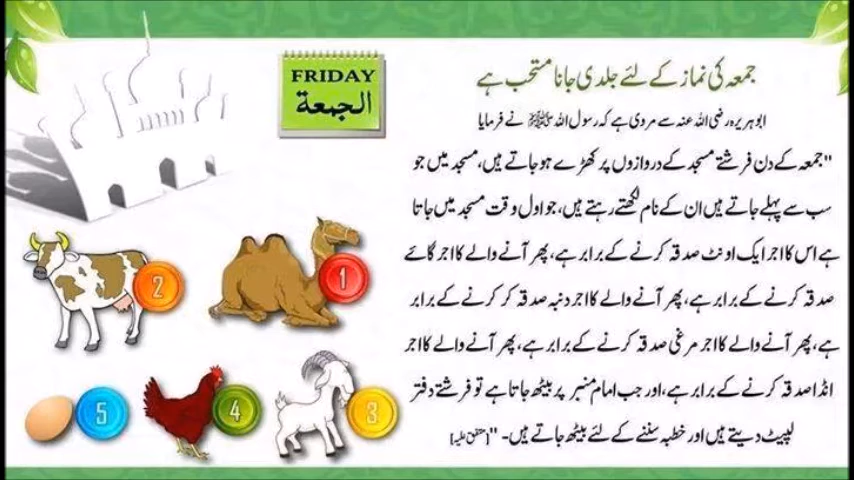 FRIDAY
الجمعة
جمعہ کی نماز کے لئے جلدی جانا مستحب ہے
ابوہریرہ رضی اللہ عنہ سے مروی ہے کہ رسول اللہ ﷺ نے فرمایا
"جمعہ کے دن فرشتے مسجد کے دروازوں پر کھڑے ہو جاتے ہیں، مسجد میں جو
سب سے پہلے جاتے ہیں ان کے نام لکھتے رہتے ہیں، جو اول وقت مسجد میں جاتا
ہے اس کا اجر ایک اونٹ صدقہ کرنے کے برابر ہے، پھر آنے والے کا اجر گائے
صدقہ کرنے کے برابر ہے، پھر آنے والے کا اجر دنبہ صدقہ کر کرنے کے برابر
ہے، پھر آنے والے کا اجر مرغی صدقہ کرنے کے برابر ہے، پھر آنے والے کا اجر
انڈا صدقہ کرنے کے برابر ہے، اور جب امام منبر پر بیٹھ جاتا ہے تو فرشتے دفتر
لپیٹ دیتے ہیں اور خطبہ سننے کے لئے بیٹھ جاتے ہیں۔" [متفق علیہ]
1
2
3
4
5